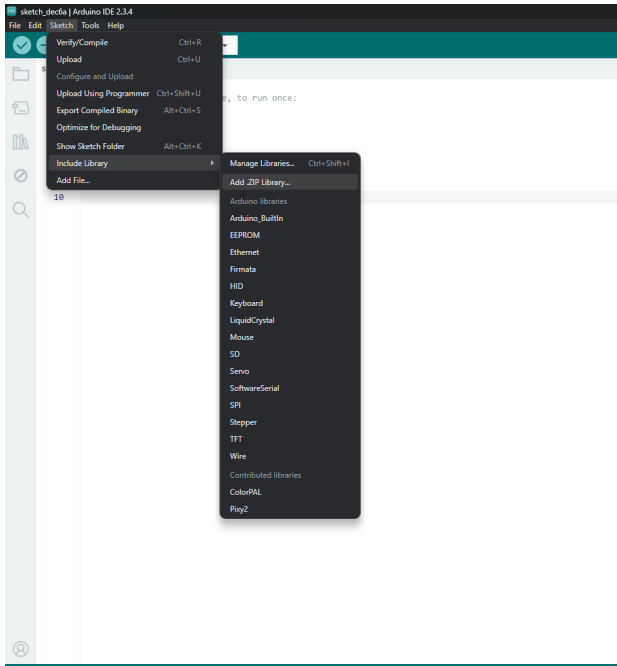 sketch_dec6a | Arduino IDE 2.3.4
File Edit Sketch Tools Help
Verify/Compile Ctrl+R
Upload Ctrl+U
Configure and Upload
Upload Using Programmer Ctrl+Shift+U
Export Compiled Binary Alt+Ctrl+S
Optimize for Debugging
Show Sketch Folder Alt+Ctrl+K
Include Library
Add File...
e, to run once:
10
Manage Libraries... Ctrl+Shift+I
Add .ZIP Library...
Arduino libraries
Arduino_BuiltIn
EEPROM
Ethernet
Firmata
HID
Keyboard
LiquidCrystal
Mouse
SD
Servo
SoftwareSerial
SPI
Stepper
TFT
Wire
Contributed libraries
ColorPAL
Pixy2